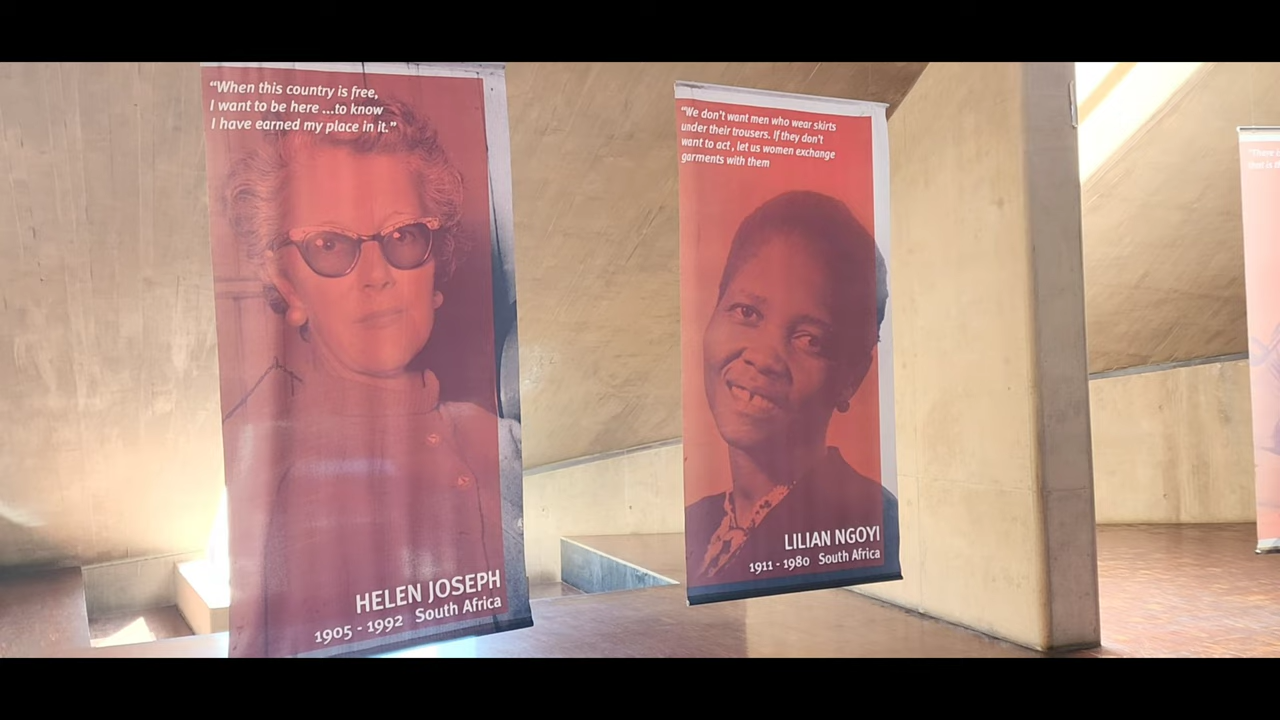 “When this country is free,
I want to be here ...to know
I have earned my place in it.”
HELEN JOSEPH
1905 - 1992 South Africa
“We don’t want men who wear skirts
under their trousers. If they don’t
want to act , let us women exchange
garments with them
LILIAN NGOYI
1911 - 1980 South Africa
“There